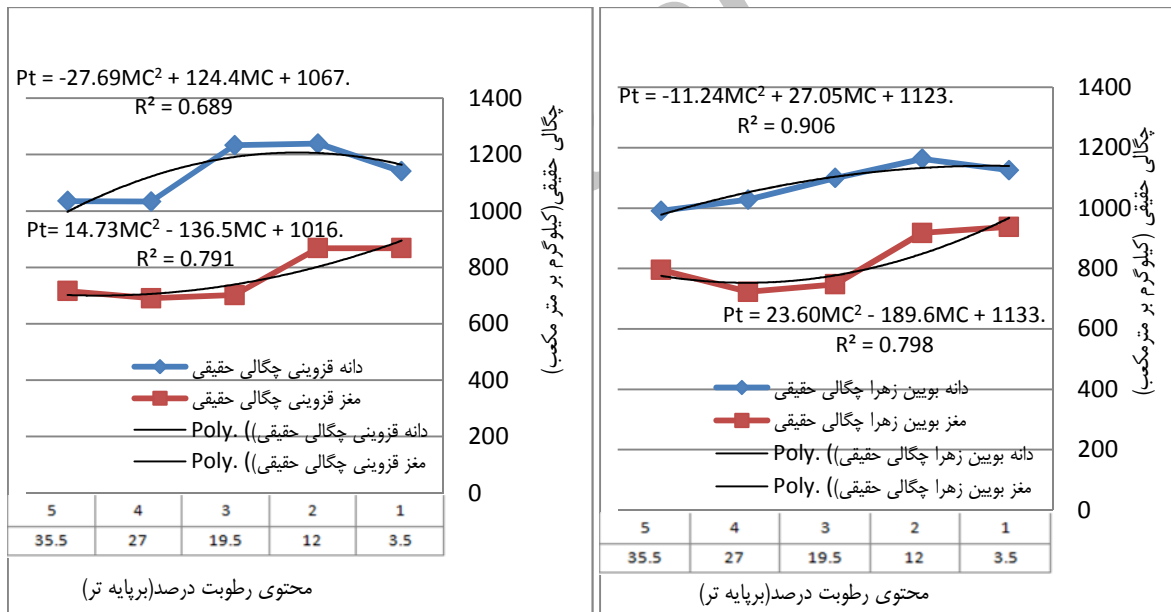 Pt = -27.69MC² + 124.4MC + 1067.
R² = 0.689
Pt= 14.73MC² - 136.5MC + 1016.
R² = 0.791
دانه قزوینی چگالی حقیقی
مغز قزوینی چگالی حقیقی
Poly. (دانه قزوینی چگالی حقیقی))
Poly. (مغز قزوینی چگالی حقیقی))
1400
1200
1000
800
600
400
200
0
چگالی حقیقی(کیلوگرم بر متر مکعب)
5 4 3 2 1
35.5 27 19.5 12 3.5
محتوی رطوبت درصد(برپایه تر)
Pt = -11.24MC² + 27.05MC + 1123.
R² = 0.906
Pt = 23.60MC² - 189.6MC + 1133.
R² = 0.798
دانه بویین زهرا چگالی حقیقی
مغز بویین زهرا چگالی حقیقی
Poly. (دانه بویین زهرا چگالی حقیقی))
Poly. (مغز بویین زهرا چگالی حقیقی))
1400
1200
1000
800
600
400
200
0
چگالی حقیقی (کیلوگرم بر مترمکعب)
5 4 3 2 1
35.5 27 19.5 12 3.5
محتوی رطوبت درصد(برپایه تر)